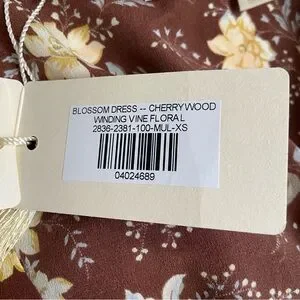 BLOSSOM DRESS -- CHERRYWOOD
WINDING VINE FLORAL
2836-2381-100-MUL-XS
04024689